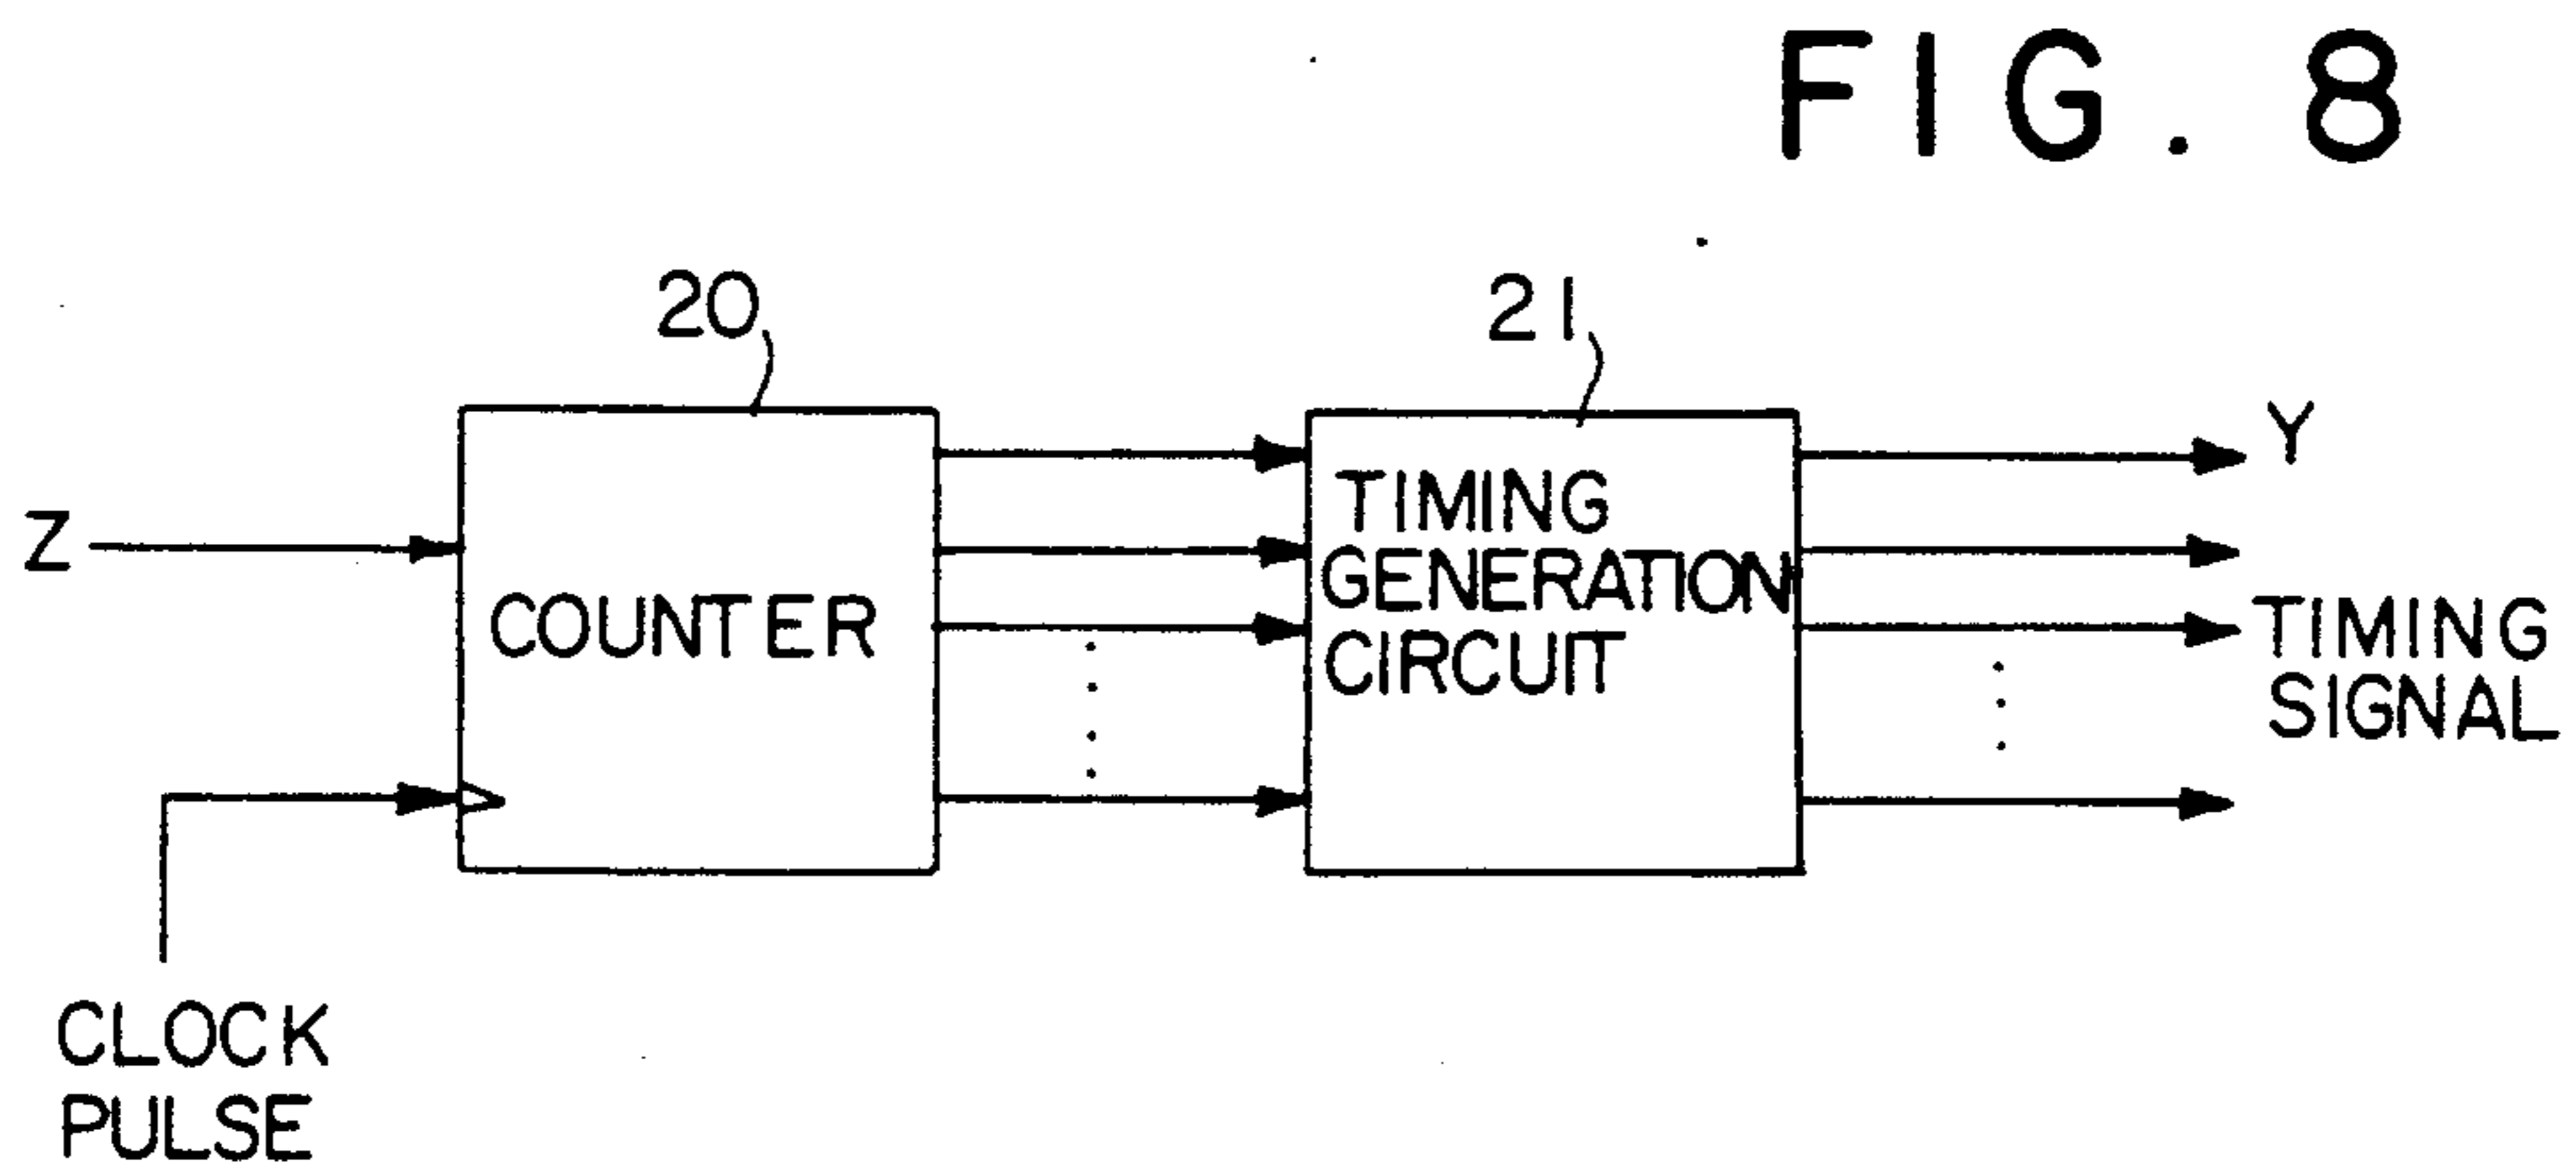 FIG. 8
20
21
Y
Z
COUNTER
TIMING
GENERATION
CIRCUIT
TIMING
SIGNAL
CLOCK
PULSE